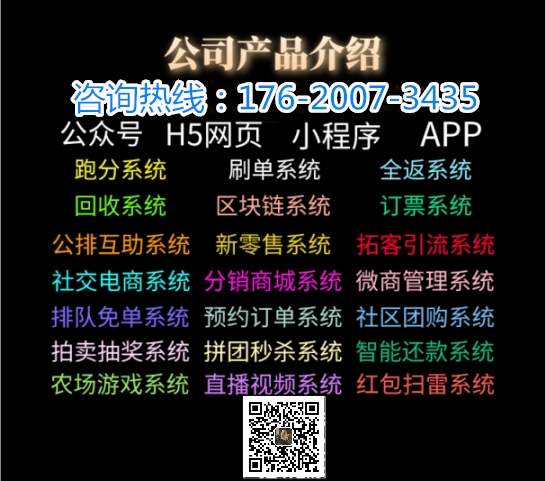 公司产品介绍
咨询热线：176-2007-3435
公众号 H5网页 小程序 APP
跑分系统 刷单系统 全返系统
回收系统 区块链系统 订票系统
公排互助系统 新零售系统 拓客引流系统
社交电商系统 分销商城系统 微商管理系统
排队免单系统 预约订单系统 社区团购系统
拍卖抽奖系统 拼团秒杀系统 智能还款系统
农场游戏系统 直播视频系统 红包扫雷系统